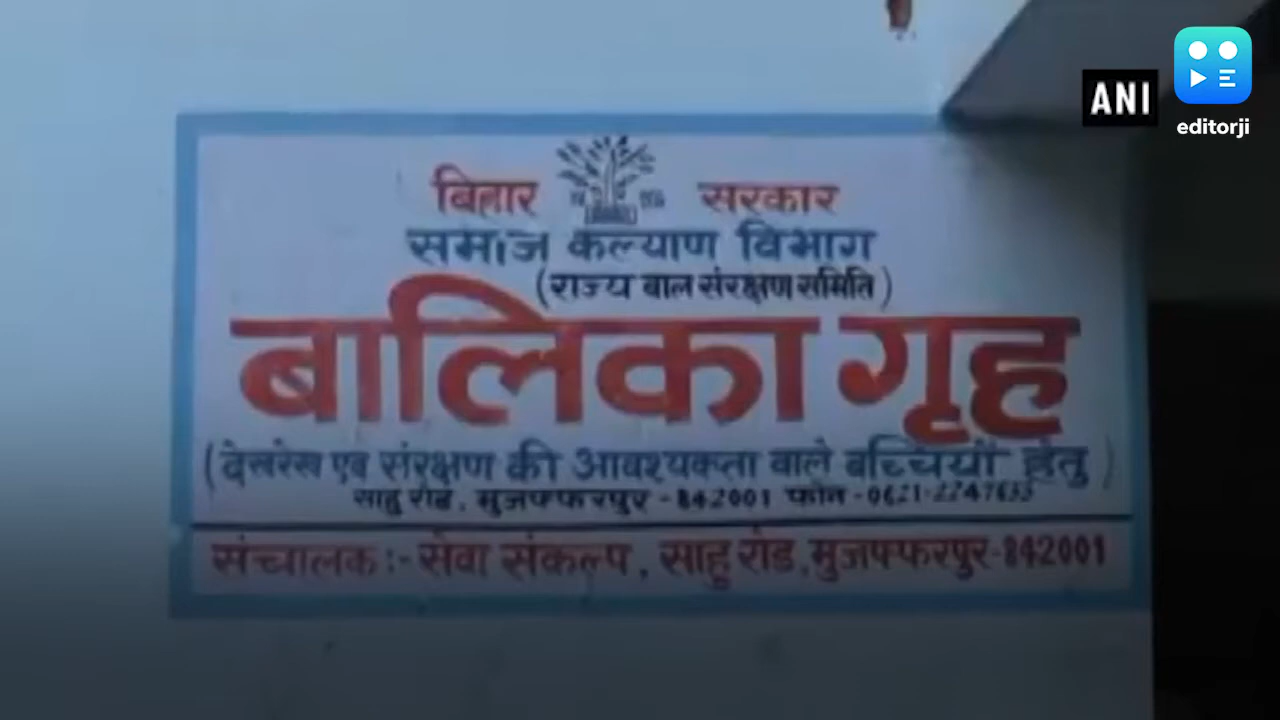 ANI
editorji
बिहार सरकार
समाज कल्याण विभाग
(राज्य बाल संरक्षण समिति)
बालिका गृह
(देखरेख एवं संरक्षण की आवश्यकता वाले बच्चियों हेतु)
साहु रोड, मुजफ्फरपुर - 842001 फोन - 0621-
संचालक :- सेवा संकल्प, साहु रोड, मुजफ्फरपुर-842001